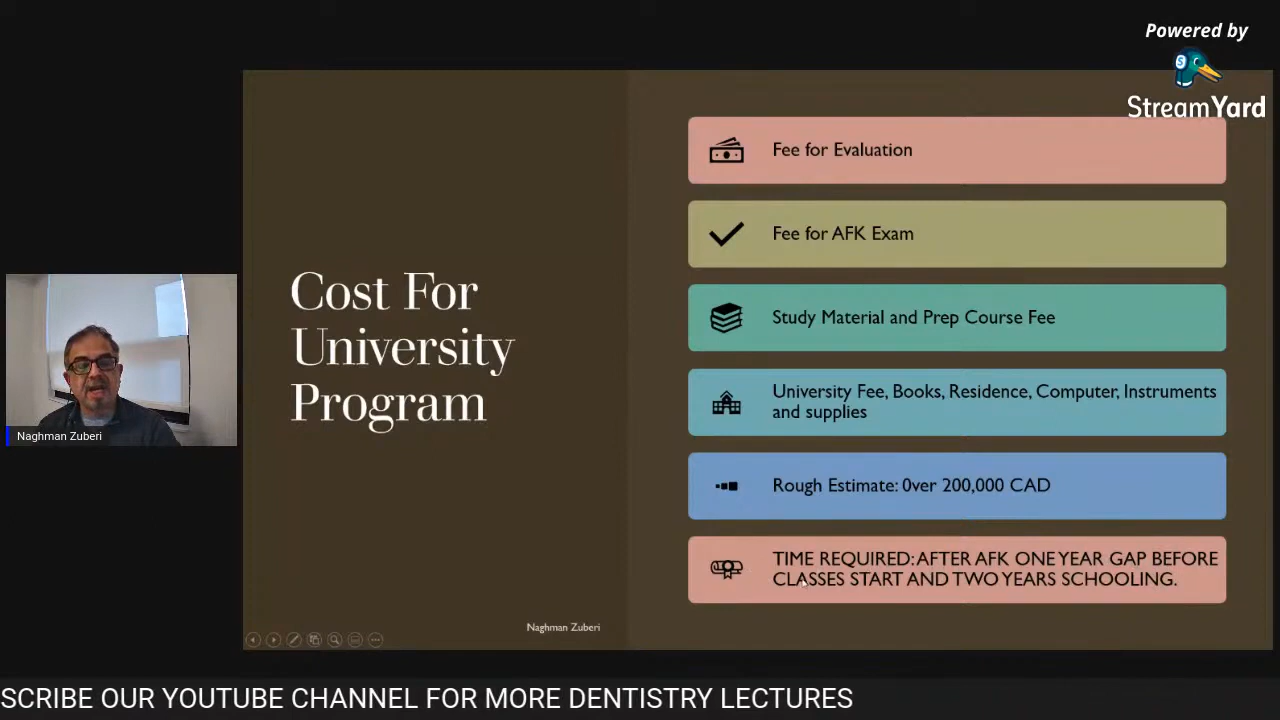 Powered by
StreamYard
Fee for Evaluation
Fee for AFK Exam
Study Material and Prep Course Fee
University Fee, Books, Residence, Computer, Instruments
and supplies
Rough Estimate: 0ver 200,000 CAD
TIME REQUIRED: AFTER AFK ONE YEAR GAP BEFORE
CLASSES START AND TWO YEARS SCHOOLING.
Cost For
University
Program
Naghman Zuberi
Naghman Zuberi
SCRIBE OUR YOUTUBE CHANNEL FOR MORE DENTISTRY LECTURES